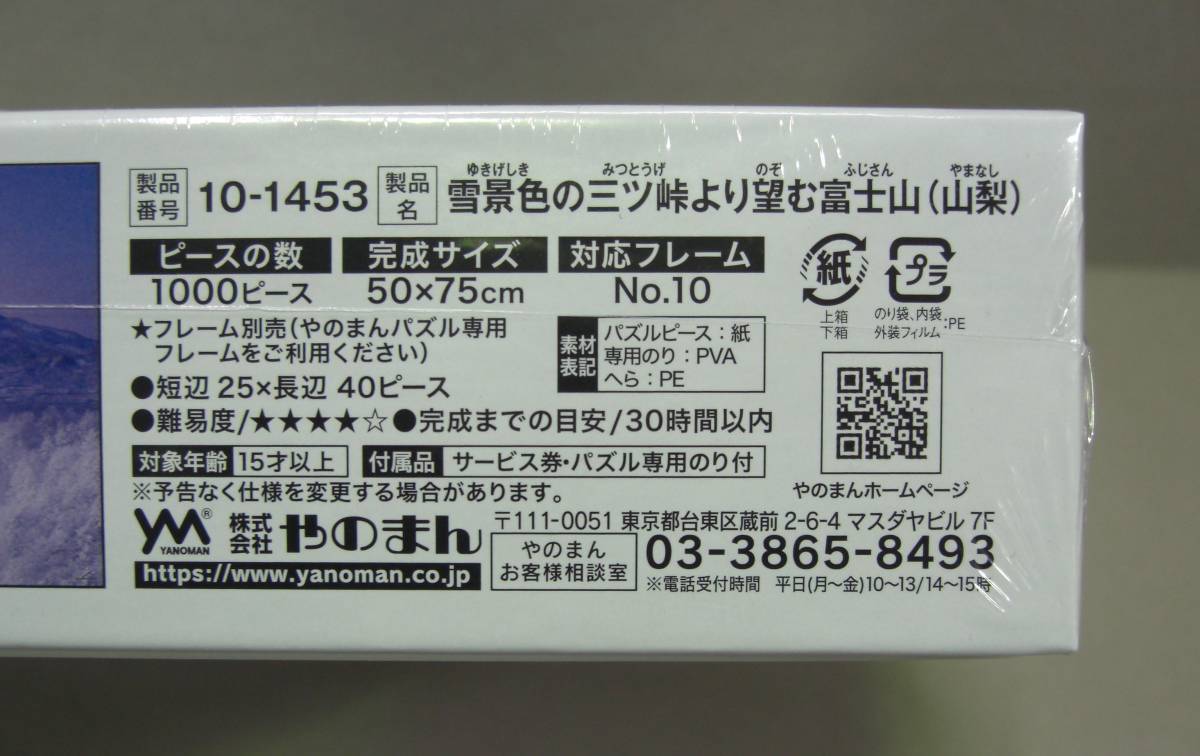 製品番号 10-1453 製品名 雪景色の三ツ峠より望む富士山(山梨)
ゆきげしき みつとうげ のぞ ふじさん やまなし
ピースの数 完成サイズ 対応フレーム
1000ピース 50×75cm No.10
★フレーム別売(やのまんパズル専用
フレームをご利用ください)
素材表記
パズルピース:紙
専用のり:PVA
へら:PE
紙 プラ
上箱
下箱
のり袋、内袋、
外装フィルム:PE
●短辺 25×長辺 40ピース
●難易度/★★★★☆●完成までの目安/30時間以内
対象年齢 15才以上 付属品 サービス券・パズル専用のり付
※予告なく仕様を変更する場合があります。
やのまんホームページ
YM® YANOMAN 株式会社 やのまん
https://www.yanoman.co.jp
〒111-0051 東京都台東区蔵前 2-6-4 マスダヤビル 7F
やのまん
お客様相談室
03-3865-8493
※電話受付時間 平日(月〜金)10〜13/14〜15時